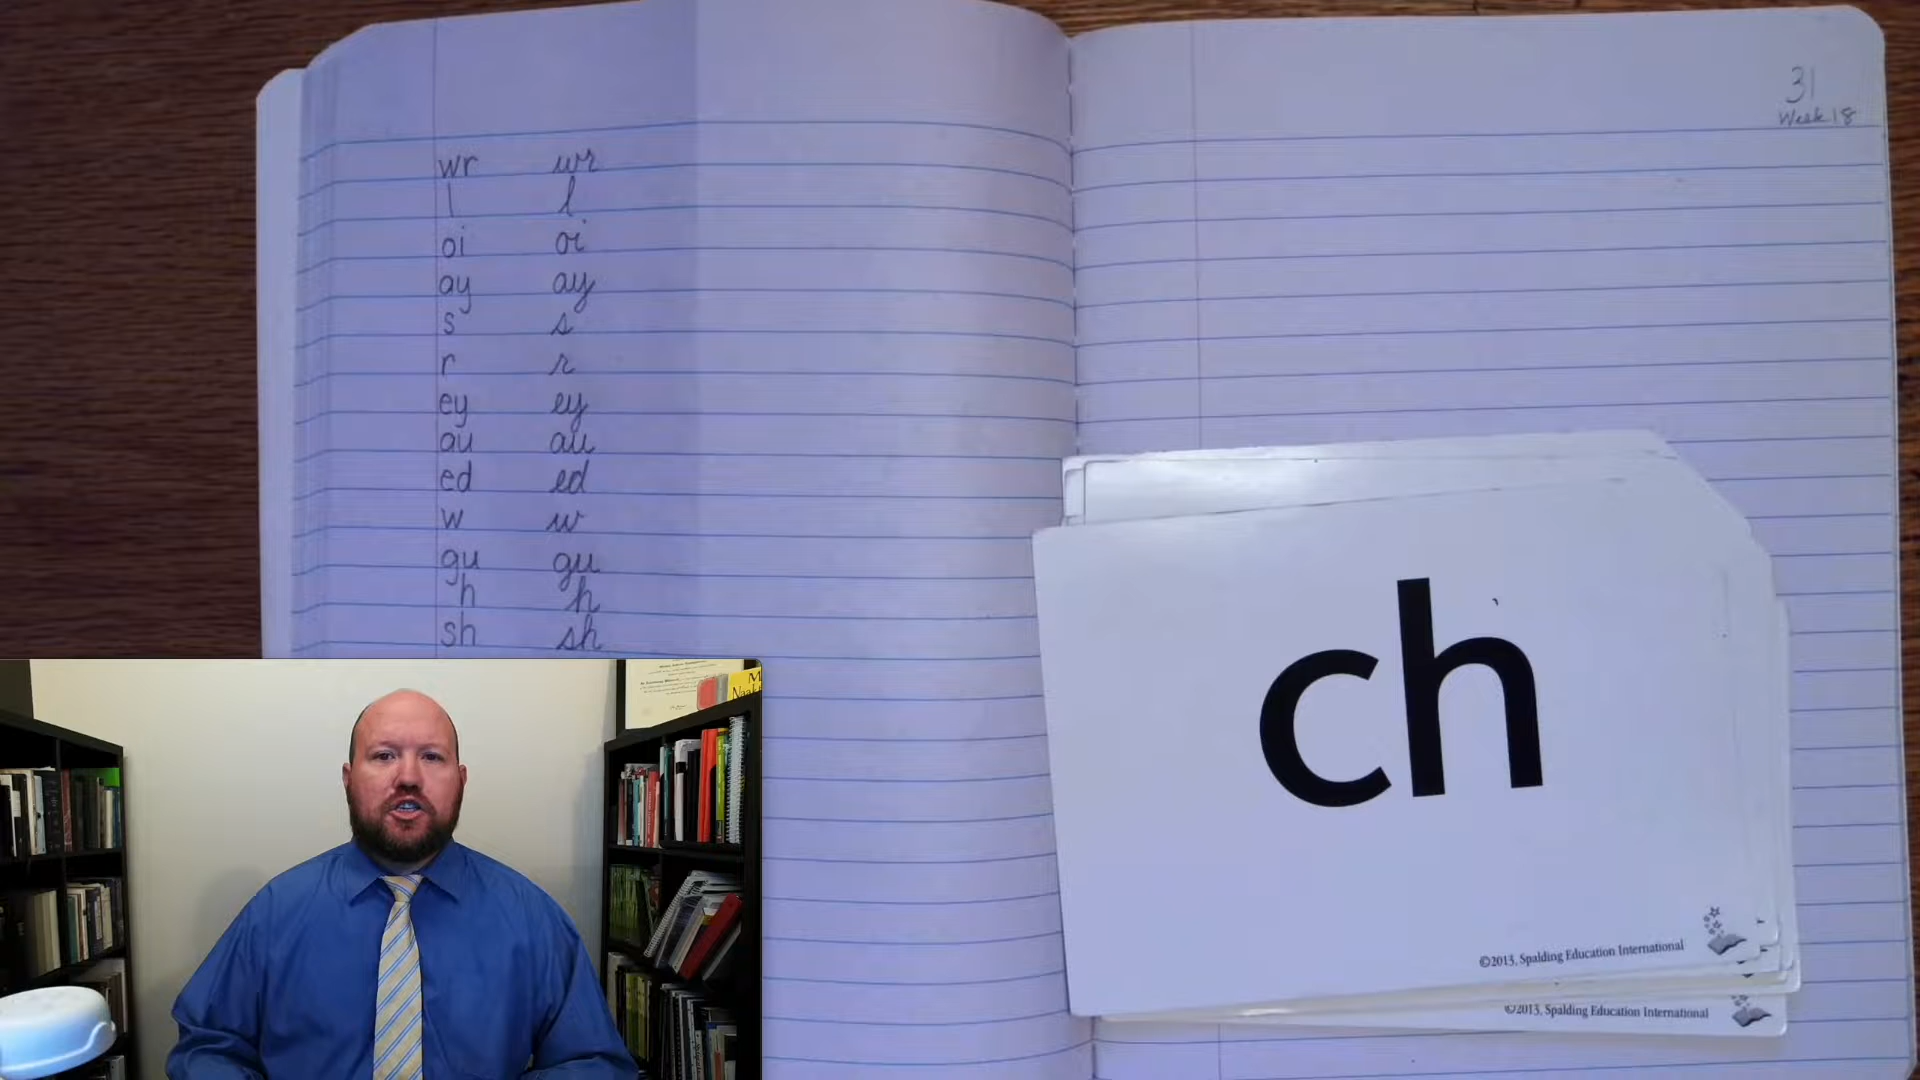 wr wr
l l
oi oi
ay ay
s s
r r
ey ey
au au
ed ed
w w
gu gu
h h
sh sh
31
Week 18
ch
©2013, Spalding Education International
©2013, Spalding Education International